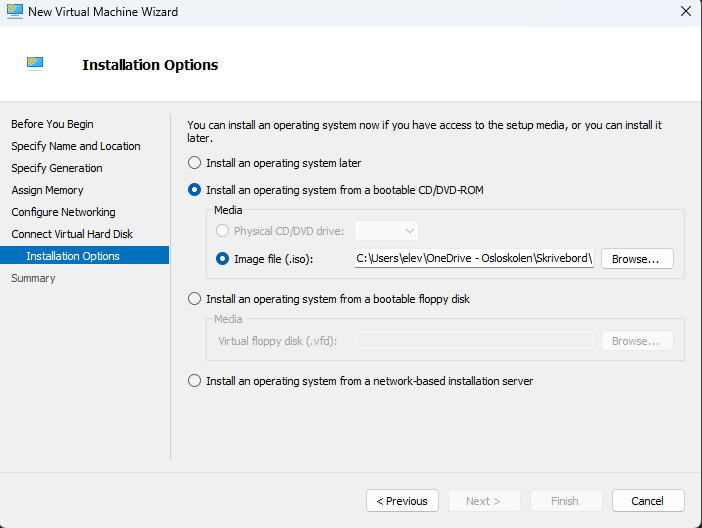 New Virtual Machine Wizard
Installation Options
Before You Begin
Specify Name and Location
Specify Generation
Assign Memory
Configure Networking
Connect Virtual Hard Disk
Installation Options
Summary
You can install an operating system now if you have access to the setup media, or you can install it
later.
Install an operating system later
Install an operating system from a bootable CD/DVD-ROM
Media
Physical CD/DVD drive:
Image file (.iso): C:\Users\elev\OneDrive - Osloskolen\Skrivebord\ Browse...
Install an operating system from a bootable floppy disk
Media
Virtual floppy disk (.vfd): Browse...
Install an operating system from a network-based installation server
< Previous Next > Finish Cancel